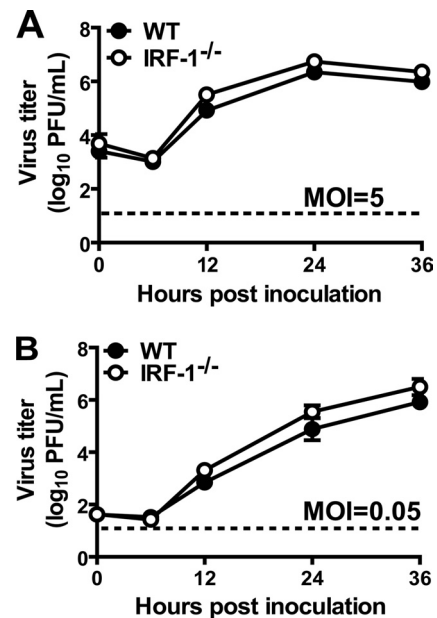 A
WT
IRF-1-/-
Virus titer
(log10 PFU/mL)
8
6
4
2
0
MOI=5
0 12 24 36
Hours post inoculation
B
WT
IRF-1-/-
Virus titer
(log10 PFU/mL)
8
6
4
2
0
MOI=0.05
0 12 24 36
Hours post inoculation